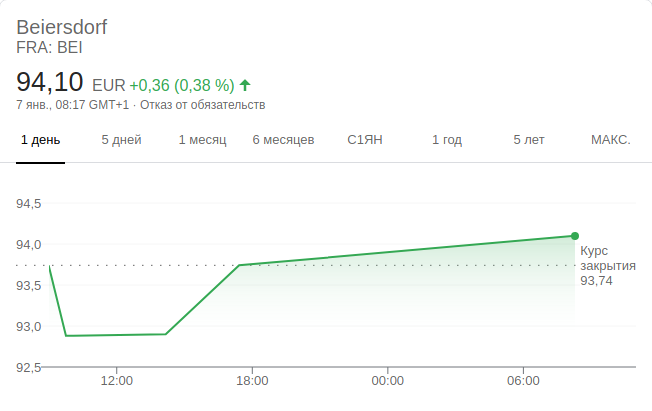 Beiersdorf
FRA: BEI
94,10 EUR +0,36 (0,38 %)
7 янв., 08:17 GMT+1 · Отказ от обязательств
1 день 5 дней 1 месяц 6 месяцев С1ЯН 1 год 5 лет МАКС.
94,5
94,0
93,5
93,0
92,5
Курс
закрытия
93,74
12:00 18:00 00:00 06:00